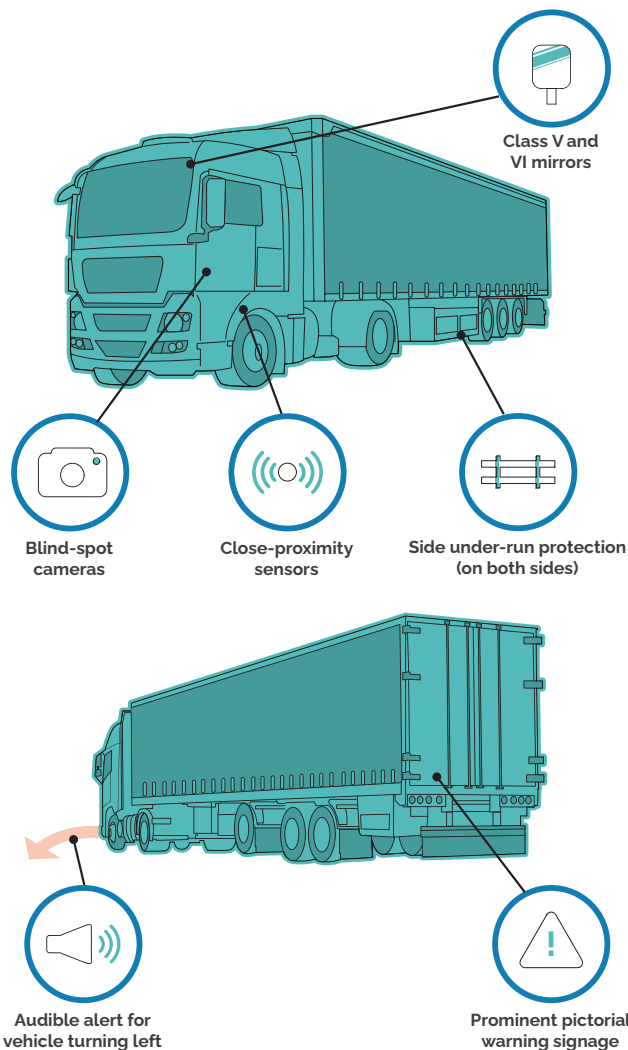 Class V and
VI mirrors
Blind-spot
cameras
Close-proximity
sensors
Side under-run protection
(on both sides)
!
Audible alert for
vehicle turning left
Prominent pictorial
warning signage